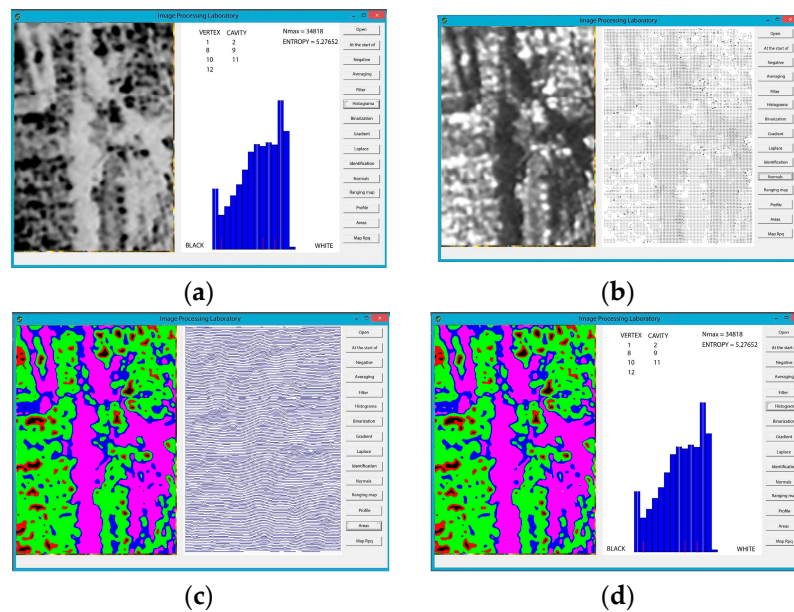 Image Processing Laboratory
VERTEX CAVITY Nmax = 34818
1 2 ENTROPY = 5.27652
8 9
10 11
12
BLACK WHITE
Open
At the start of
Negative
Averaging
Filter
Histograma
Binarization
Gradient
Laplace
Identification
Normals
Ranging map
Profile
Areas
Map Rpq
(a)
Image Processing Laboratory
Open
At the start of
Negative
Averaging
Filter
Histograma
Binarization
Gradient
Laplace
Identification
Normals
Ranging map
Profile
Areas
Map Rpq
(b)
Image Processing Laboratory
Open
At the start of
Negative
Averaging
Filter
Histograma
Binarization
Gradient
Laplace
Identification
Normals
Ranging map
Profile
Areas
Map Rpq
(c)
Image Processing Laboratory
VERTEX CAVITY Nmax = 34818
1 2 ENTROPY = 5.27652
8 9
10 11
12
BLACK WHITE
Open
At the start of
Negative
Averaging
Filter
Histogram
Binarization
Gradient
Laplace
Identification
Normals
Ranging map
Profile
Areas
Map Rpq
(d)